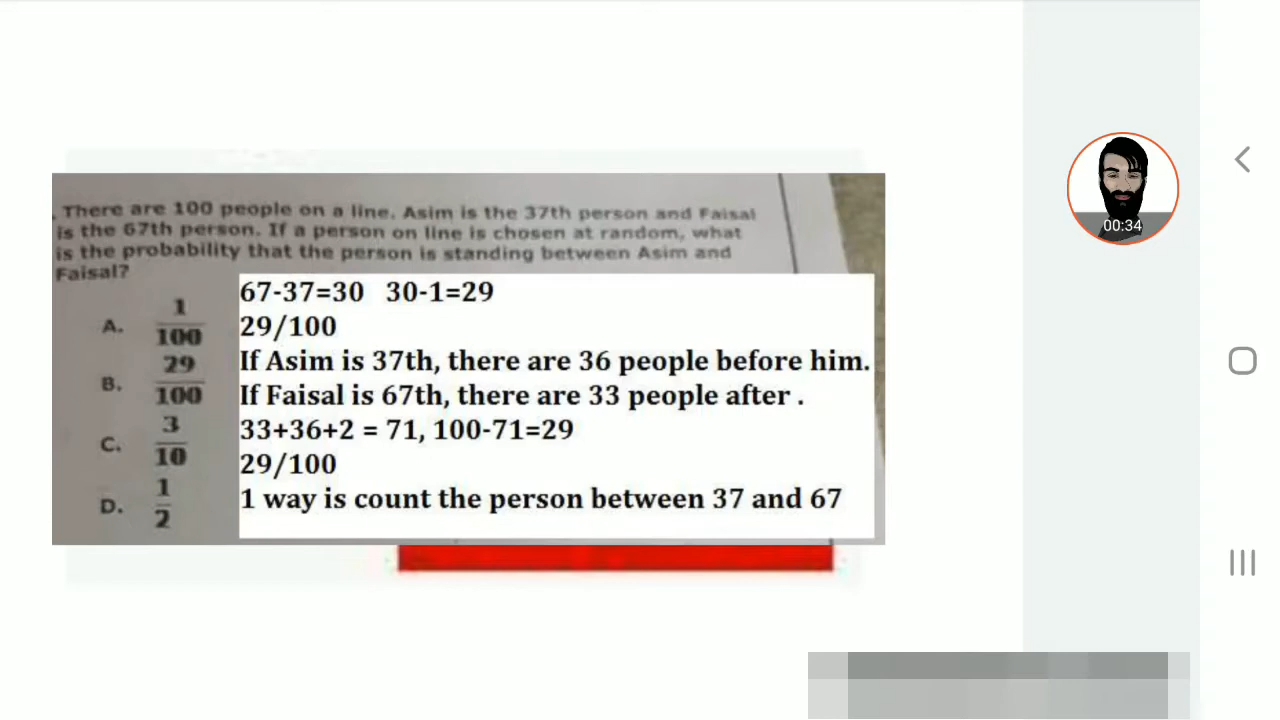 . There are 100 people on a line. Asim is the 37th person and Faisal
is the 67th person. If a person on line is chosen at random, what
is the probability that the person is standing between Asim and
Faisal?
A. 1/100
B. 29/100
C. 3/10
D. 1/2
67-37=30 30-1=29
29/100
If Asim is 37th, there are 36 people before him.
If Faisal is 67th, there are 33 people after .
33+36+2 = 71, 100-71=29
29/100
1 way is count the person between 37 and 67
00:34